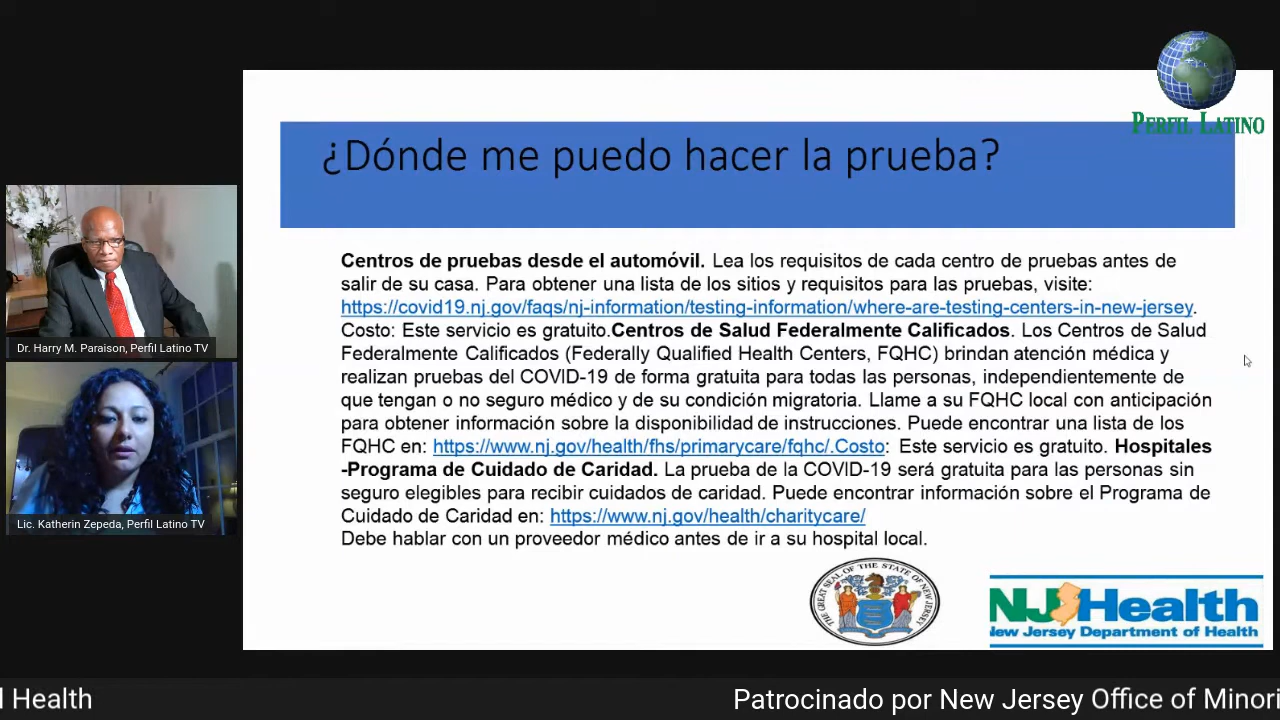 PERFIL LATINO
¿Dónde me puedo hacer la prueba?
Centros de pruebas desde el automóvil. Lea los requisitos de cada centro de pruebas antes de
salir de su casa. Para obtener una lista de los sitios y requisitos para las pruebas, visite:
https://covid19.nj.gov/faqs/nj-information/testing-information/where-are-testing-centers-in-new-jersey.
Costo: Este servicio es gratuito.Centros de Salud Federalmente Calificados. Los Centros de Salud
Federalmente Calificados (Federally Qualified Health Centers, FQHC) brindan atención médica y
realizan pruebas del COVID-19 de forma gratuita para todas las personas, independientemente de
que tengan o no seguro médico y de su condición migratoria. Llame a su FQHC local con anticipación
para obtener información sobre la disponibilidad de instrucciones. Puede encontrar una lista de los
FQHC en: https://www.nj.gov/health/fhs/primarycare/fqhc/.Costo: Este servicio es gratuito. Hospitales
-Programa de Cuidado de Caridad. La prueba de la COVID-19 será gratuita para las personas sin
seguro elegibles para recibir cuidados de caridad. Puede encontrar información sobre el Programa de
Cuidado de Caridad en: https://www.nj.gov/health/charitycare/
Debe hablar con un proveedor médico antes de ir a su hospital local.
Dr. Harry M. Paraison, Perfil Latino TV
Lic. Katherin Zepeda, Perfil Latino TV
THE GREAT SEAL OF THE STATE OF NEW JERSEY
NJ Health
New Jersey Department of Health
l Health
Patrocinado por New Jersey Office of Minori